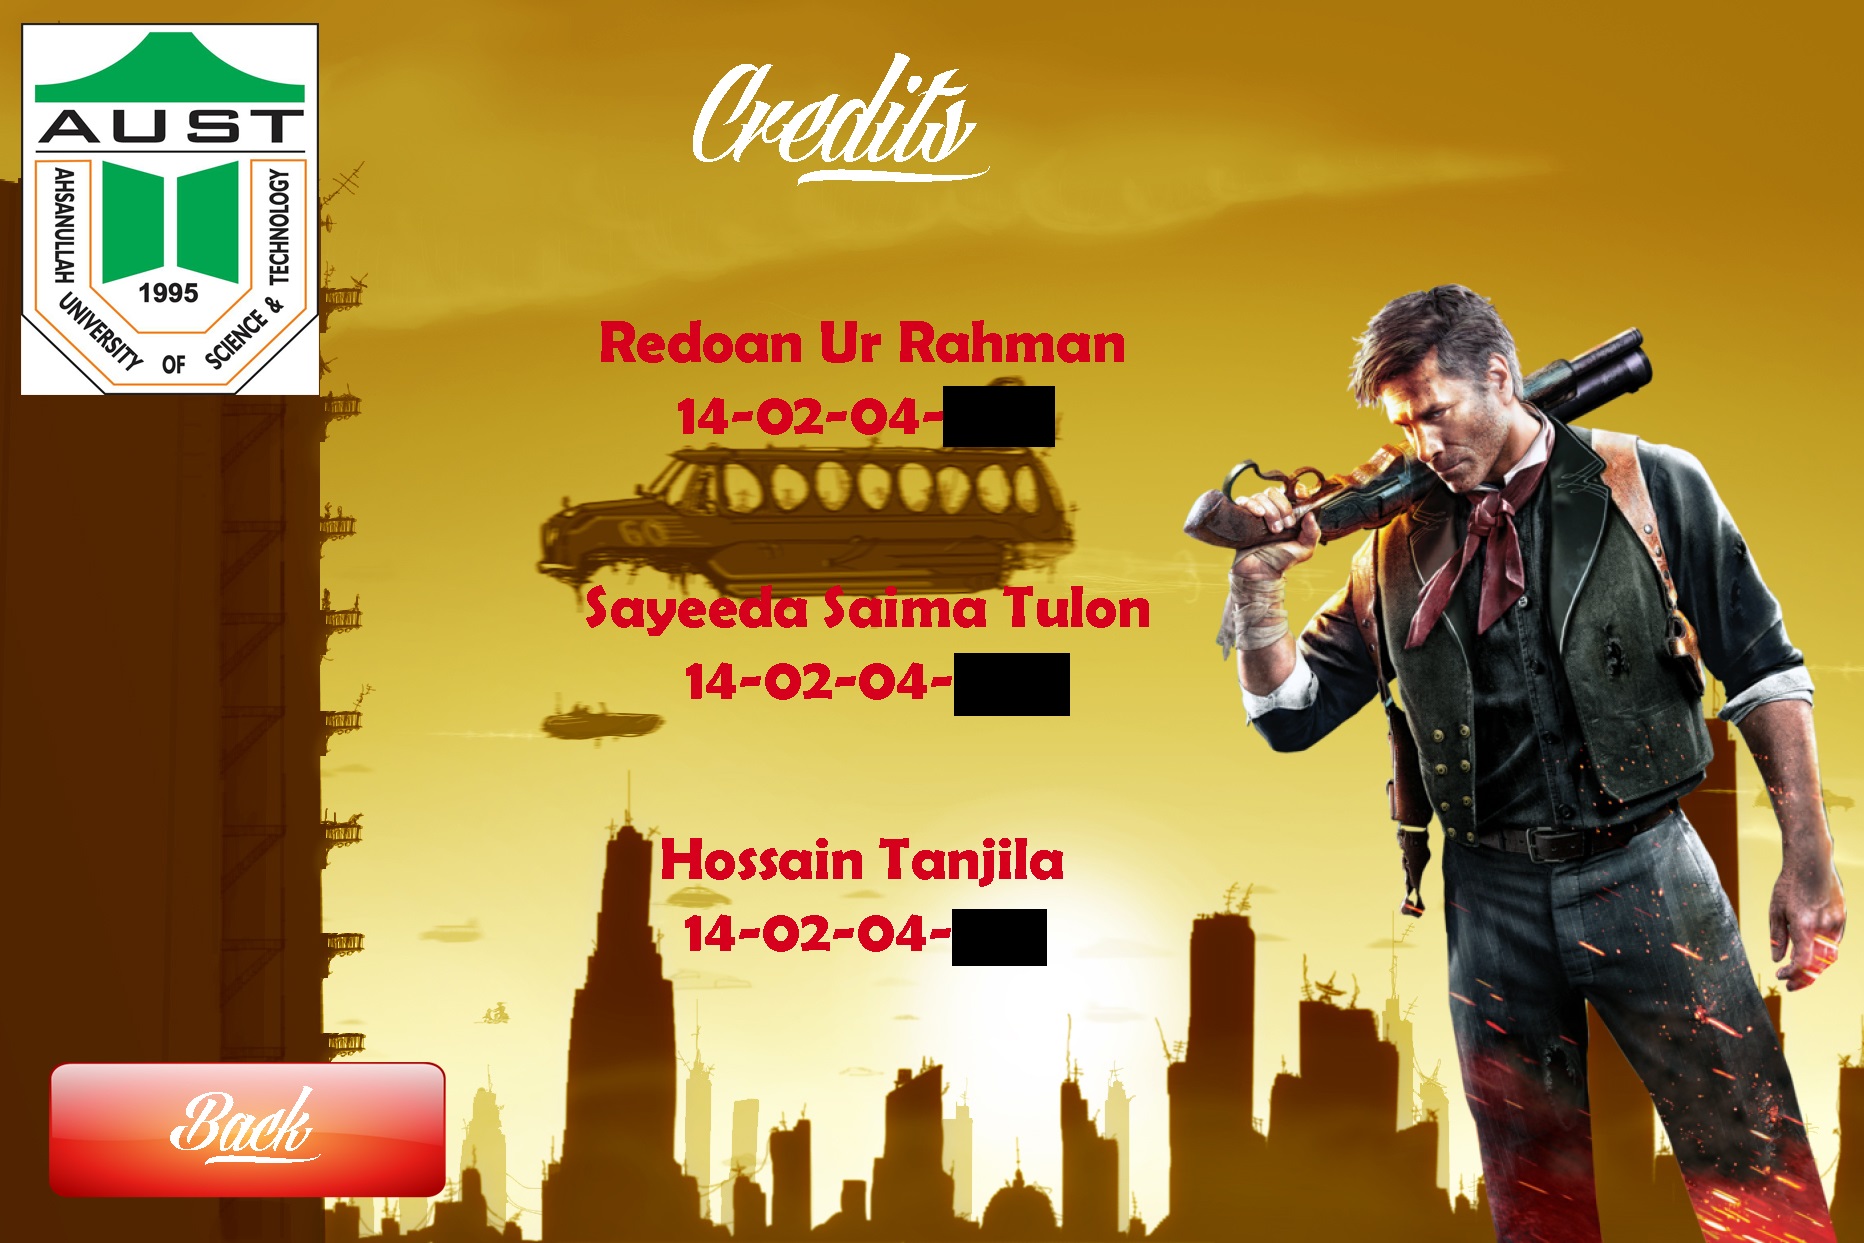 AUST
AHSANULLAH UNIVERSITY OF SCIENCE & TECHNOLOGY
1995
Credits
Redoan Ur Rahman
14-02-04-
60
Sayeeda Saima Tulon
14-02-04-
Hossain Tanjila
14-02-04-
Back